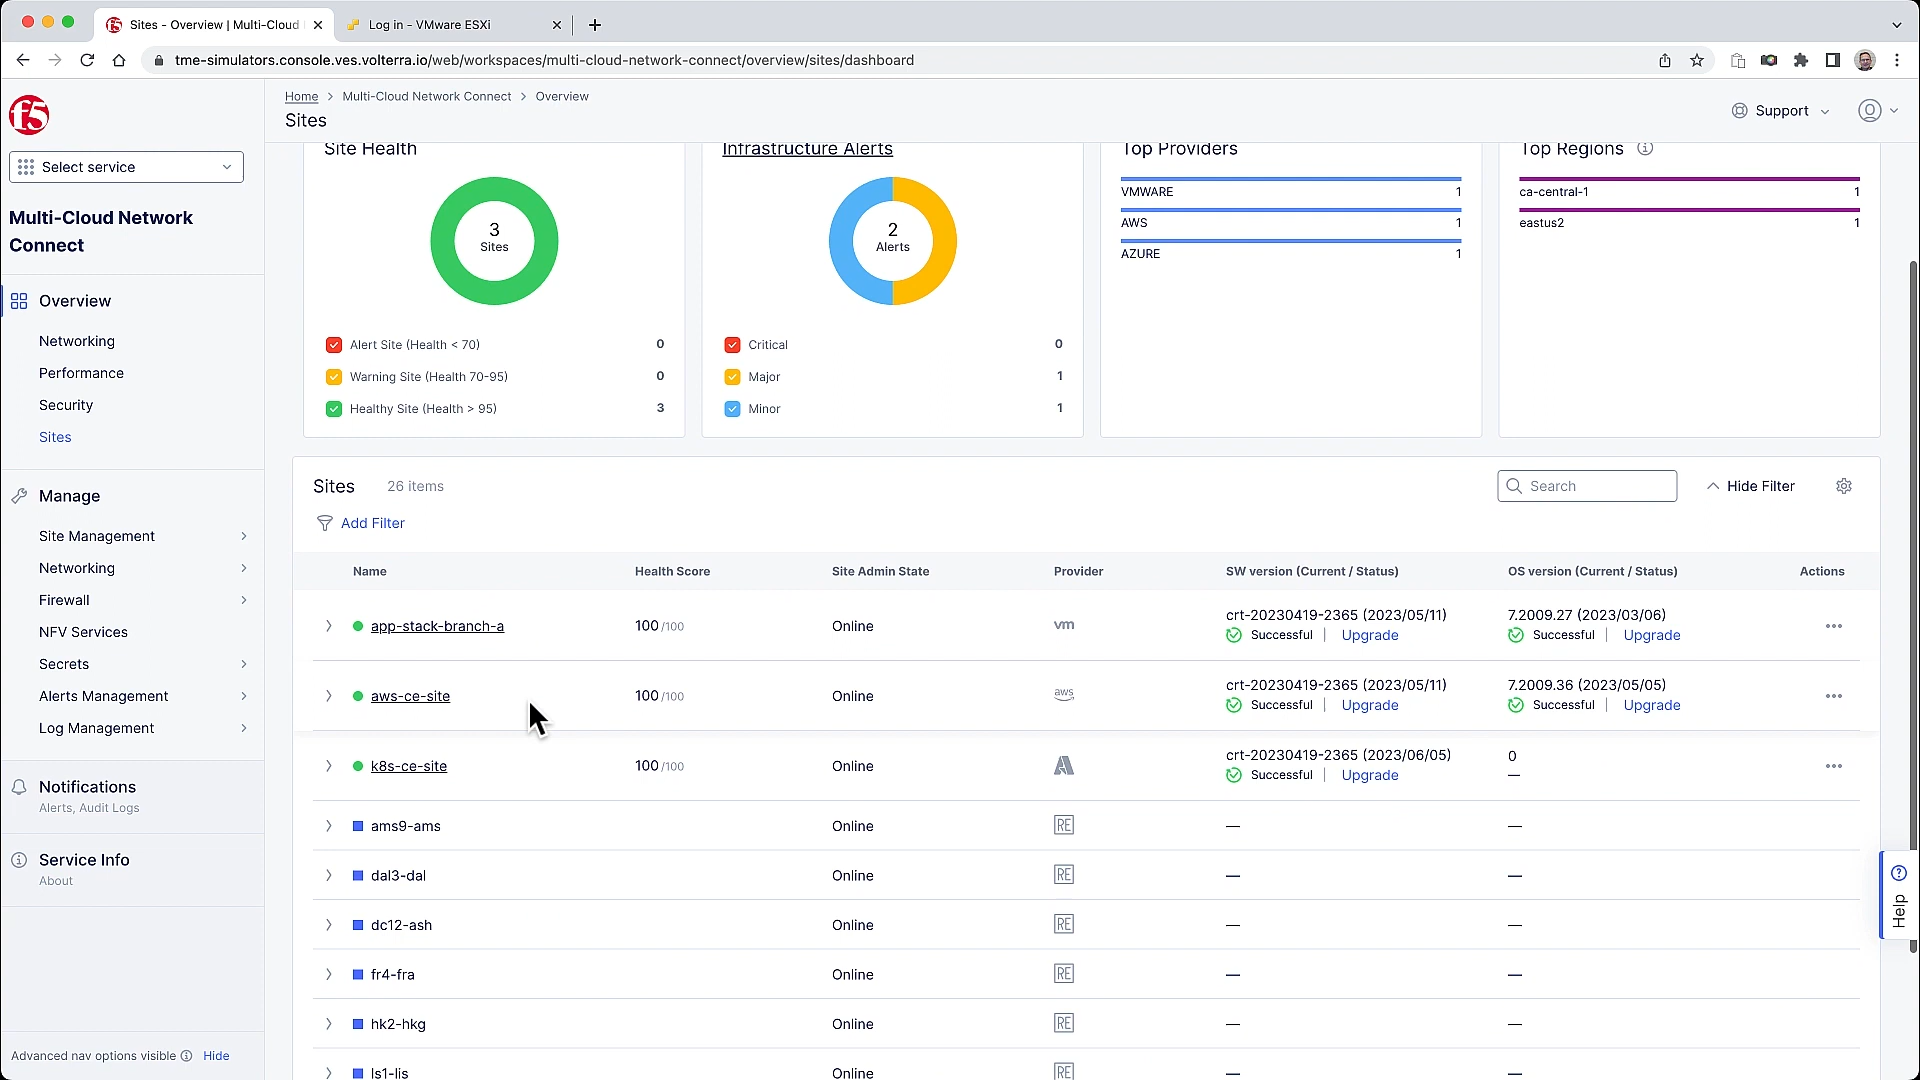 Sites - Overview | Multi-Cloud
Log in - VMware ESXi
tme-simulators.console.ves.volterra.io/web/workspaces/multi-cloud-network-connect/overview/sites/dashboard
f5
Select service
Multi-Cloud Network
Connect
Overview
Networking
Performance
Security
Sites
Manage
Site Management
Networking
Firewall
NFV Services
Secrets
Alerts Management
Log Management
Notifications
Alerts, Audit Logs
Service Info
About
Advanced nav options visible Hide
Home > Multi-Cloud Network Connect > Overview
Sites
Support
Site Health
3
Sites
Alert Site (Health < 70) 0
Warning Site (Health 70-95) 0
Healthy Site (Health > 95) 3
Infrastructure Alerts
2
Alerts
Critical 0
Major 1
Minor 1
Top Providers
VMWARE 1
AWS 1
AZURE 1
Top Regions
ca-central-1 1
eastus2 1
Sites 26 items
Search
Hide Filter
Add Filter
Name Health Score Site Admin State Provider SW version (Current / Status) OS version (Current / Status) Actions
app-stack-branch-a 100 /100 Online vm crt-20230419-2365 (2023/05/11) 7.2009.27 (2023/03/06)
Successful | Upgrade Successful | Upgrade
aws-ce-site 100 /100 Online aws crt-20230419-2365 (2023/05/11) 7.2009.36 (2023/05/05)
Successful | Upgrade Successful | Upgrade
k8s-ce-site 100 /100 Online crt-20230419-2365 (2023/06/05) 0
Successful | Upgrade —
ams9-ams Online RE — —
dal3-dal Online RE — —
dc12-ash Online RE — —
fr4-fra Online RE — —
hk2-hkg Online RE — —
ls1-lis Online RE — —
Help